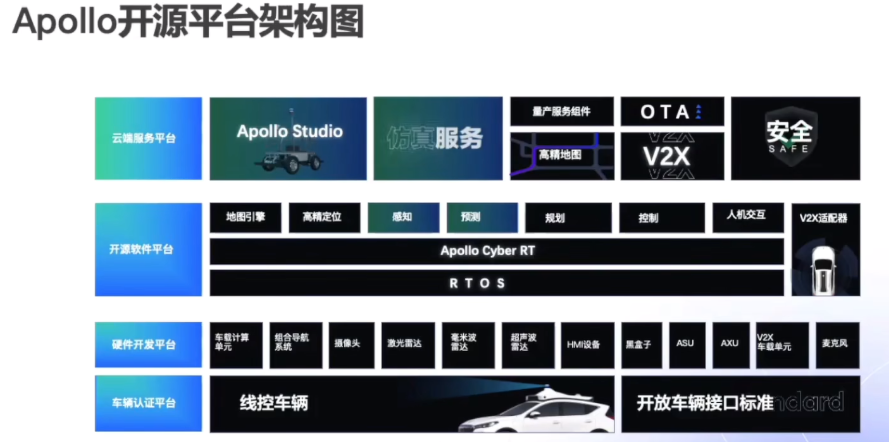 Apollo开源平台架构图
云端服务平台
Apollo Studio
仿真服务
量产服务组件
OTA
高精地图
V2X
V2X
V2X
安全
SAFE
开源软件平台
地图引擎
高精定位
感知
预测
规划
控制
人机交互
V2X适配器
Apollo Cyber RT
RTOS
硬件开发平台
车载计算
单元
组合导航
系统
摄像头
激光雷达
毫米波
雷达
超声波
雷达
HMI设备
黑盒子
ASU
AXU
V2X
车载单元
麦克风
车辆认证平台
线控车辆
开放车辆接口标准